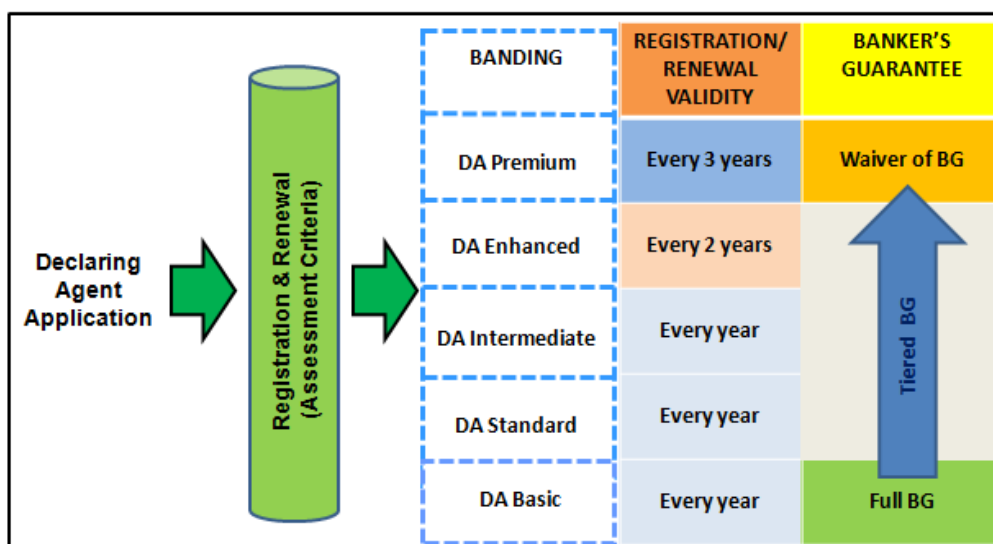 Declaring
Agent
Application
Registration & Renewal
(Assessment Criteria)
BANDING
REGISTRATION/
RENEWAL
VALIDITY
BANKER'S
GUARANTEE
DA Premium
Every 3 years
Waiver of BG
DA Enhanced
Every 2 years
DA Intermediate
Every year
DA Standard
Every year
DA Basic
Every year
Full BG
Tiered BG